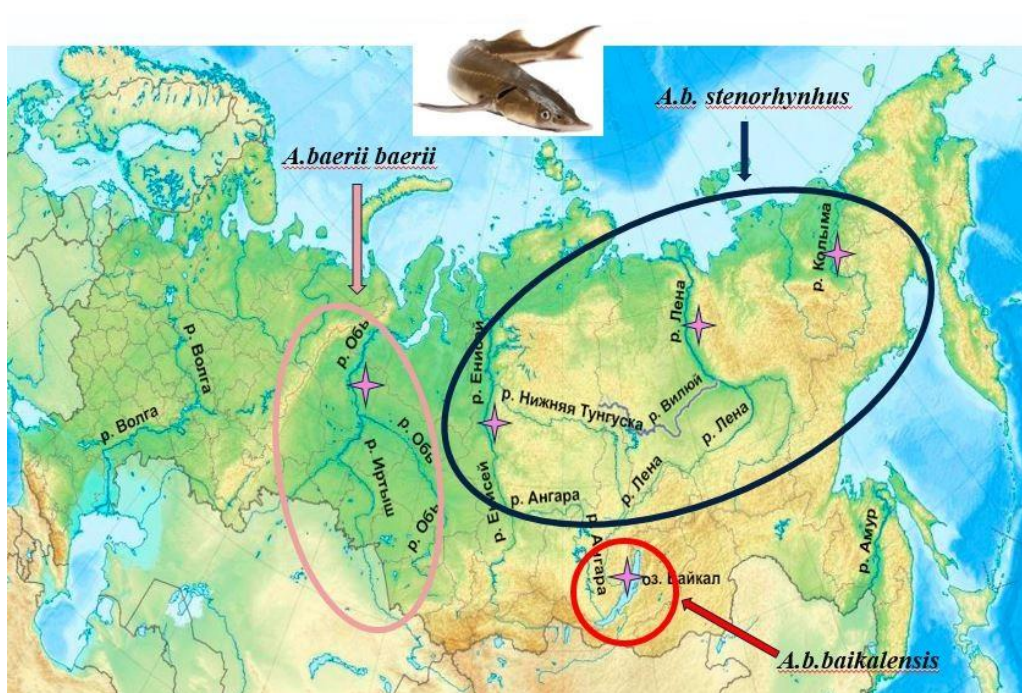 A.b. stenorhynhus
A.baerii baerii
р. Колыма
р. Лена
р. Обь
р. Енисей
р. Волга
р. Нижняя Тунгуска
р. Вилюй
р. Волга
р. Обь
р. Лена
р. Иртыш
р. Лена
р. Енисей
р. Ангара
р. Обь
р. Ангара
р. Амур
оз. Байкал
A.b.baikalensis